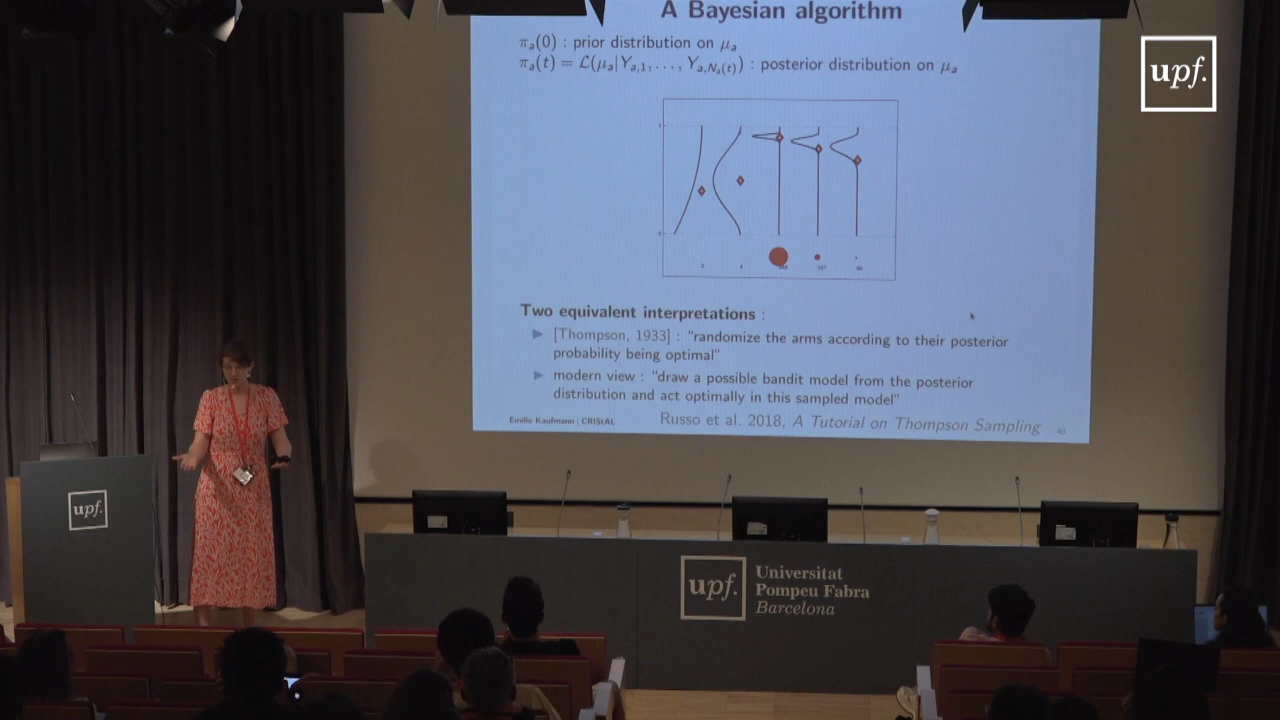 A Bayesian algorithm
πₐ(0) : prior distribution on μₐ
πₐ(t) = ℒ(μₐ|Yₐ,₁, . . . , Yₐ,Nₐ(t)) : posterior distribution on μₐ
Two equivalent interpretations :
[Thompson, 1933] : "randomize the arms according to their posterior
probability being optimal"
modern view : "draw a possible bandit model from the posterior
distribution and act optimally in this sampled model"
Emilie Kaufmann | CRIStAL
Russo et al. 2018, A Tutorial on Thompson Sampling
40
upf.
upf.
upf.
Universitat
Pompeu Fabra
Barcelona